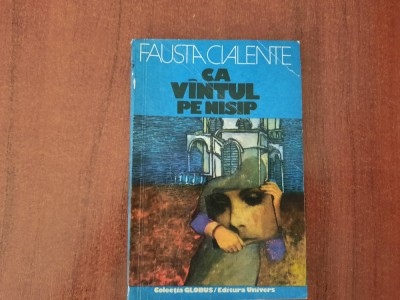 FAUSTA CIALENTE
CA
VÎNTUL
PE NISIP
Colecția GLOBUS/Editura Univers